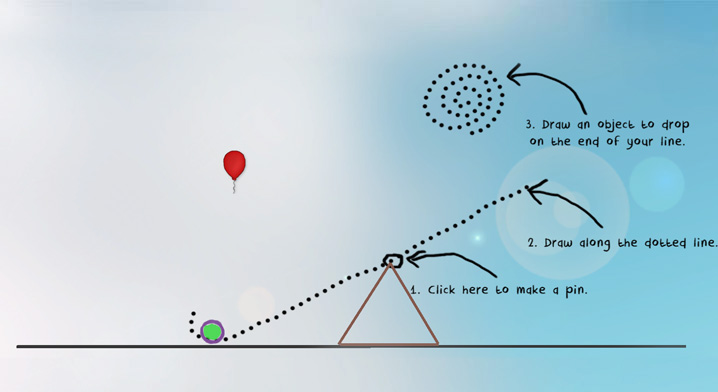 3. Draw an object to drop
on the end of your line.
2. Draw along the dotted line.
1. Click here to make a pin.